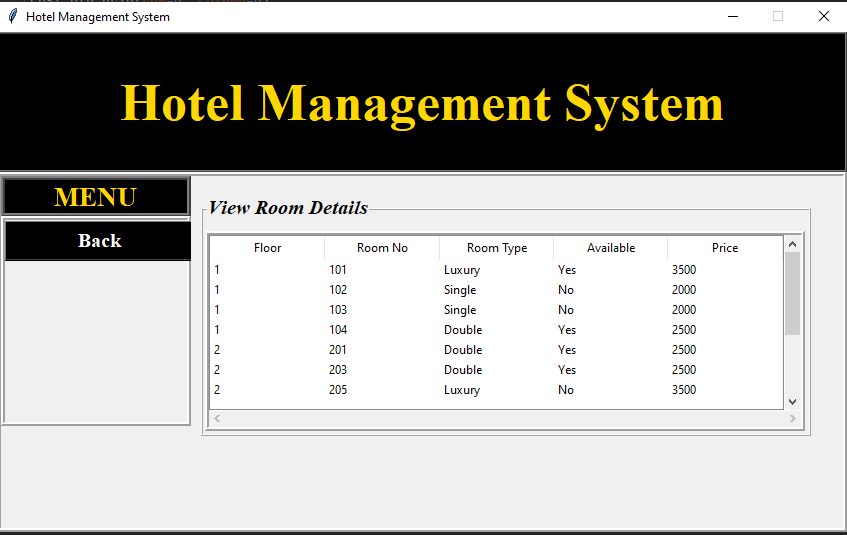 Hotel Management System
Hotel Management System
MENU
Back
View Room Details
Floor Room No Room Type Available Price
1 101 Luxury Yes 3500
1 102 Single No 2000
1 103 Single No 2000
1 104 Double Yes 2500
2 201 Double Yes 2500
2 203 Double Yes 2500
2 205 Luxury No 3500